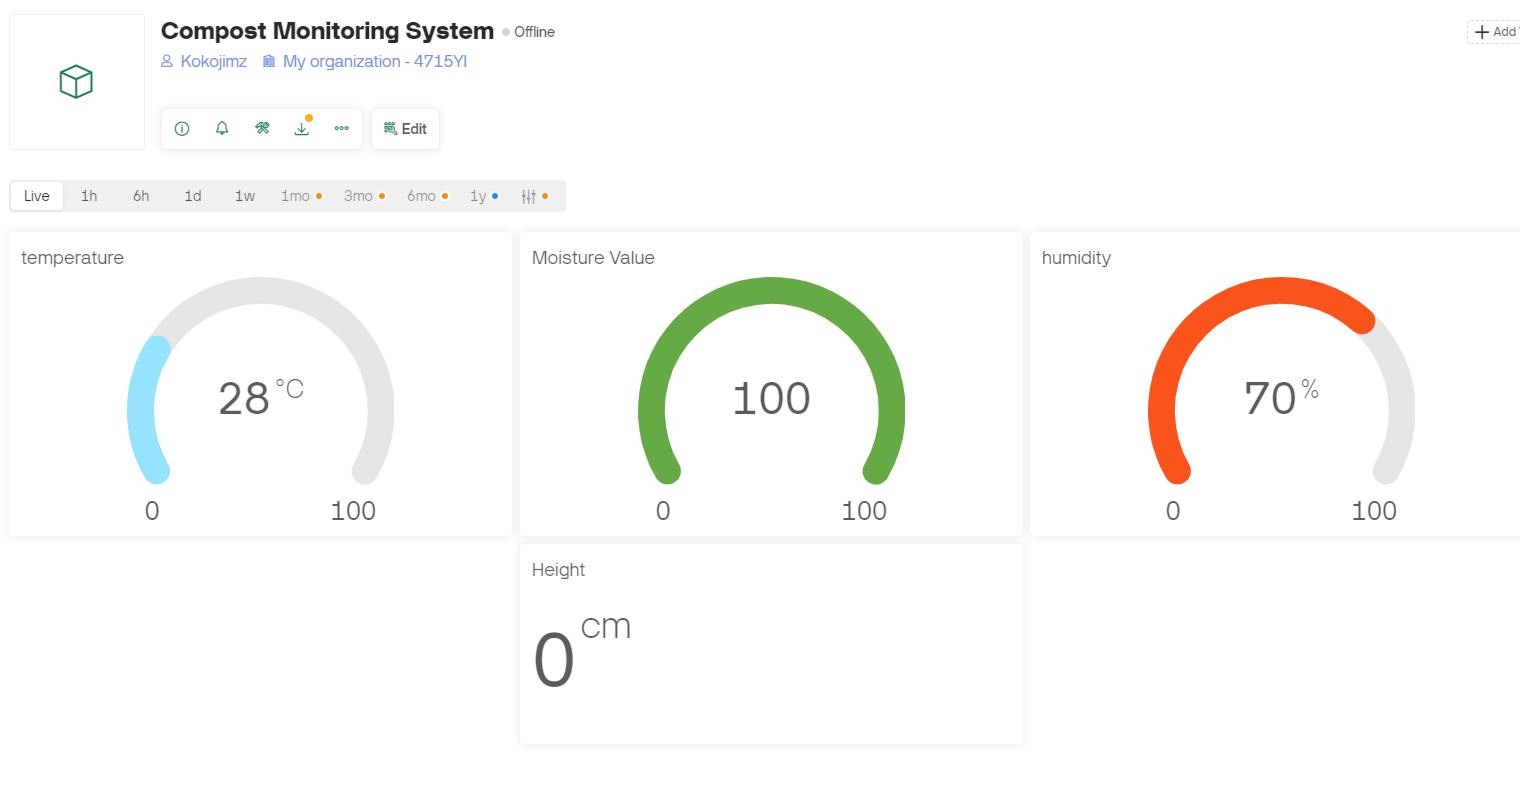 Compost Monitoring System Offline
Add
Kokojimz My organization - 4715YI
Edit
Live 1h 6h 1d 1w 1mo 3mo 6mo 1y
temperature
28 °C
0 100
Moisture Value
100
0 100
humidity
70 %
0 100
Height
0 cm